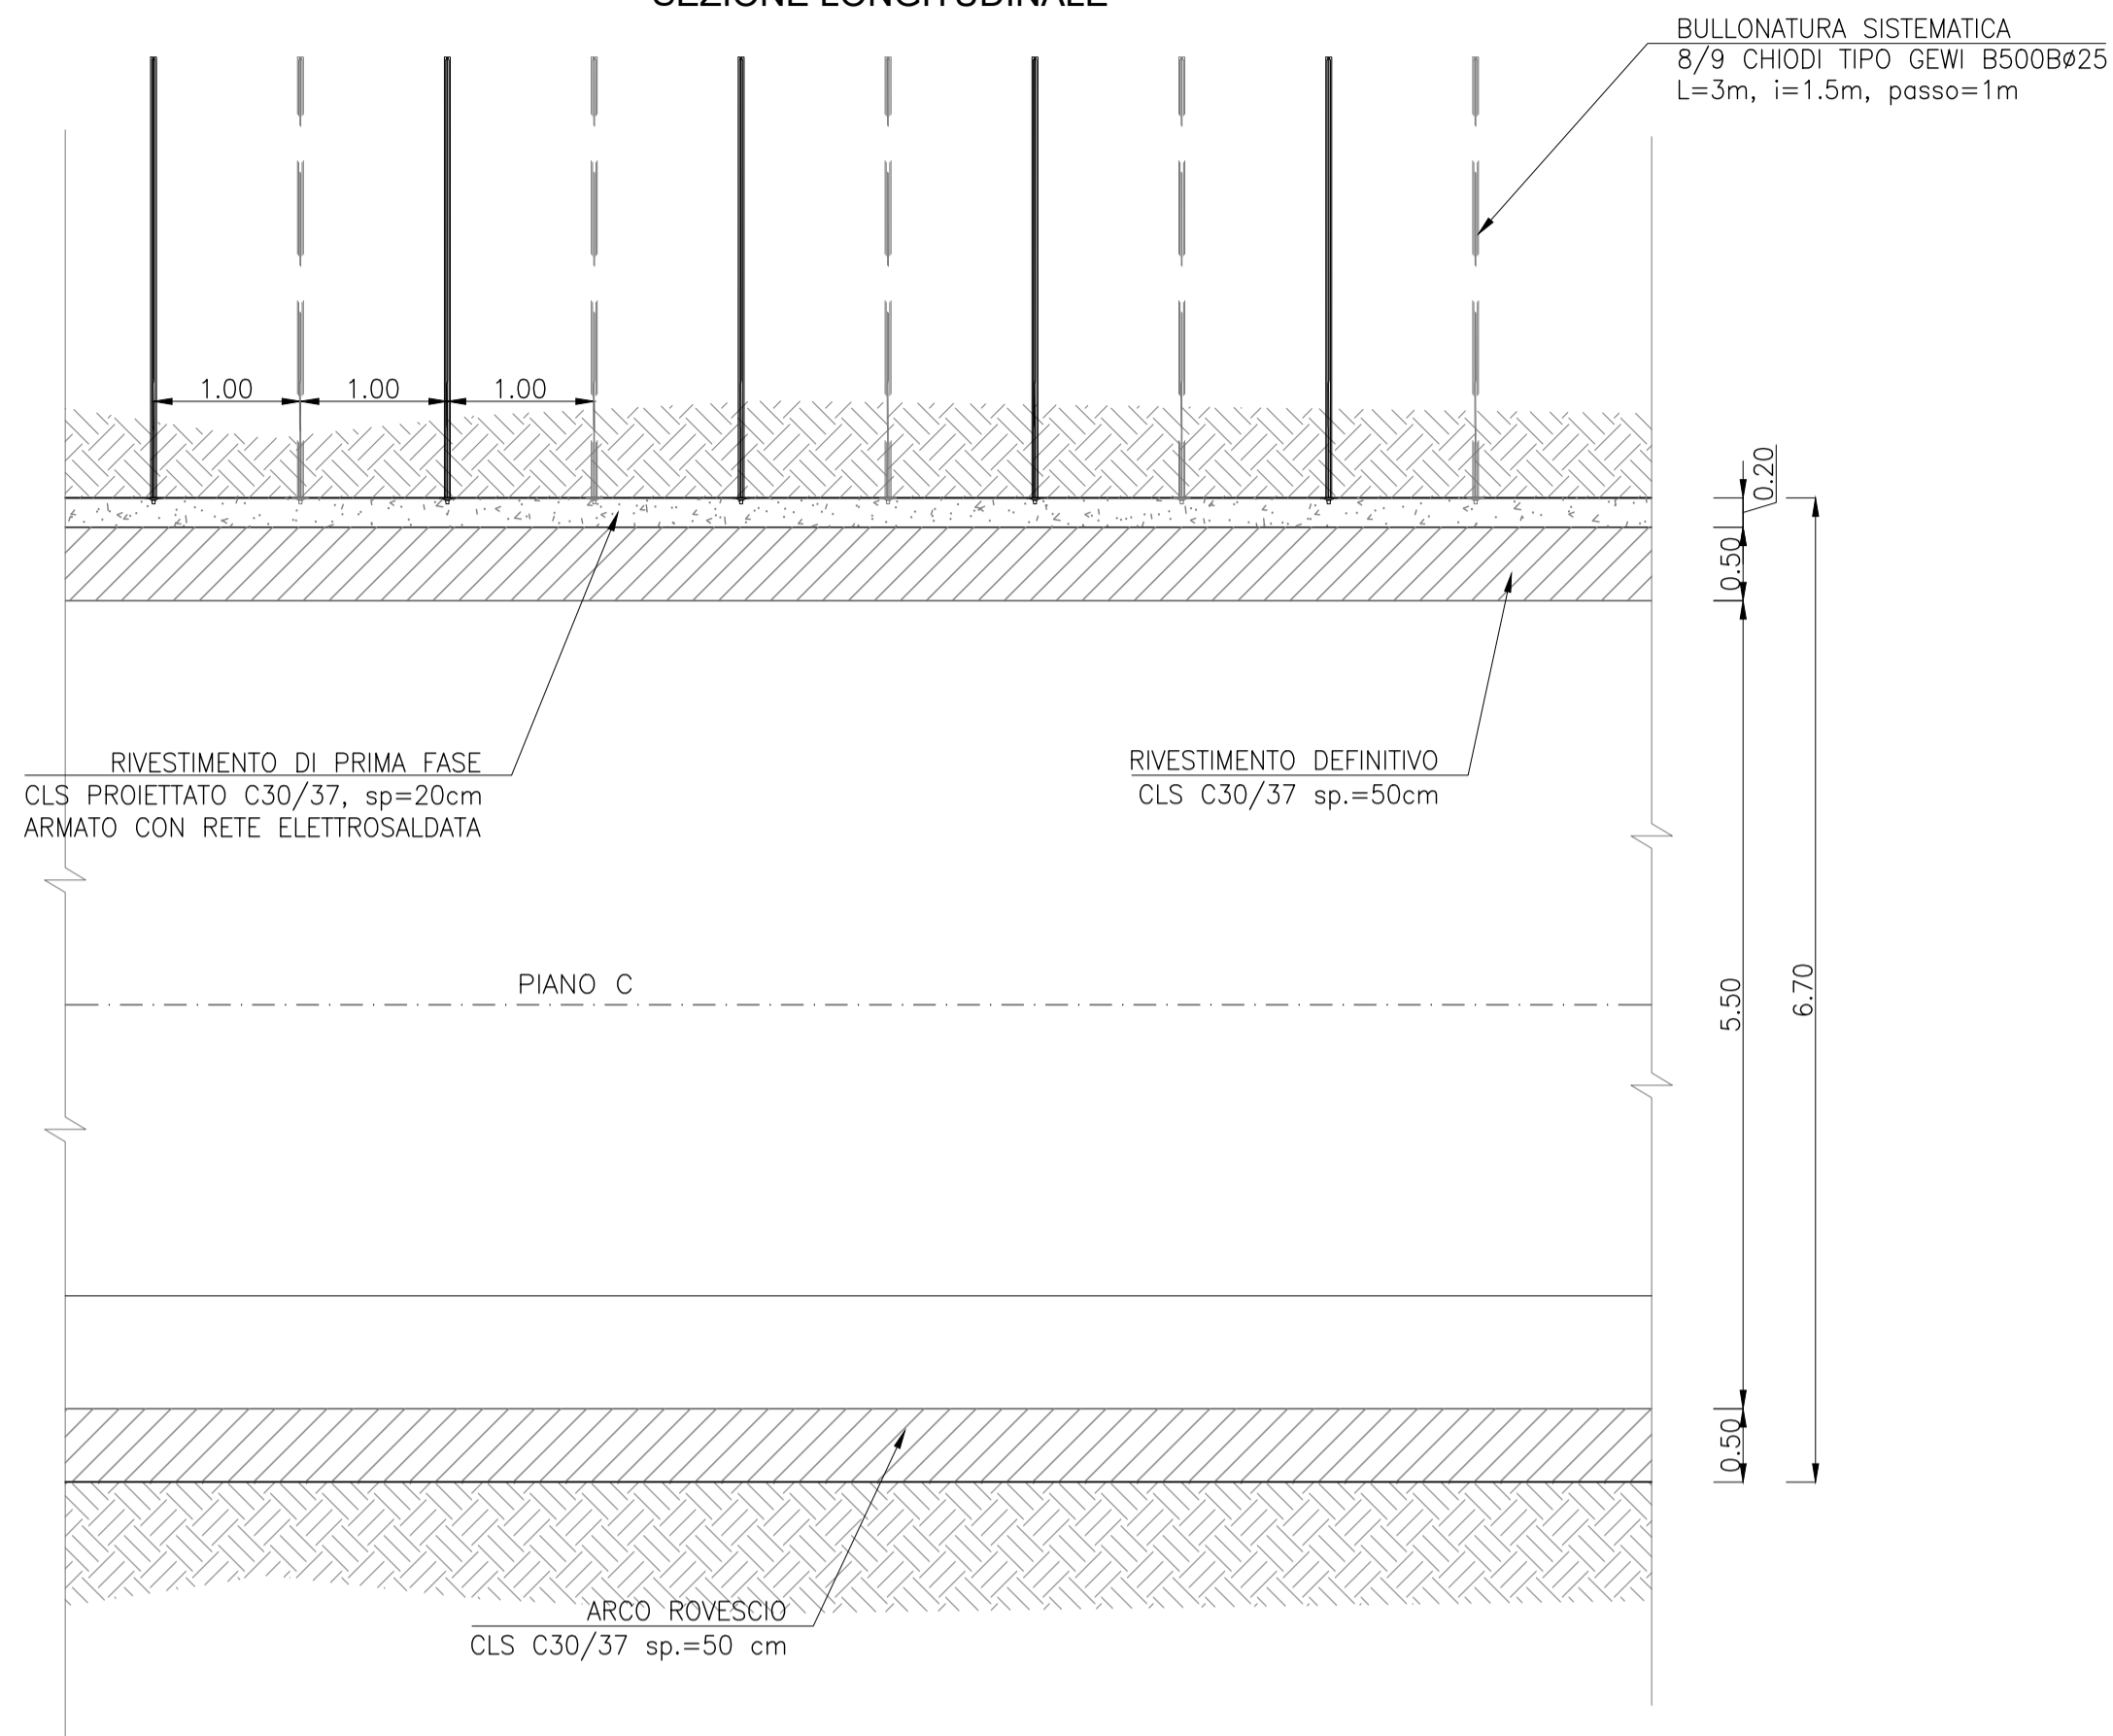 SEZIONE LONGITUDINALE
BULLONATURA SISTEMATICA
8/9 CHIODI TIPO GEWI B500BØ25
L=3m, i=1.5m, passo=1m
1.00
1.00
1.00
0.20
0.50
RIVESTIMENTO DI PRIMA FASE
CLS PROIETTATO C30/37, sp=20cm
ARMATO CON RETE ELETTROSALDATA
RIVESTIMENTO DEFINITIVO
CLS C30/37 sp.=50cm
PIANO C
5.50
6.70
0.50
ARCO ROVESCIO
CLS C30/37 sp.=50 cm